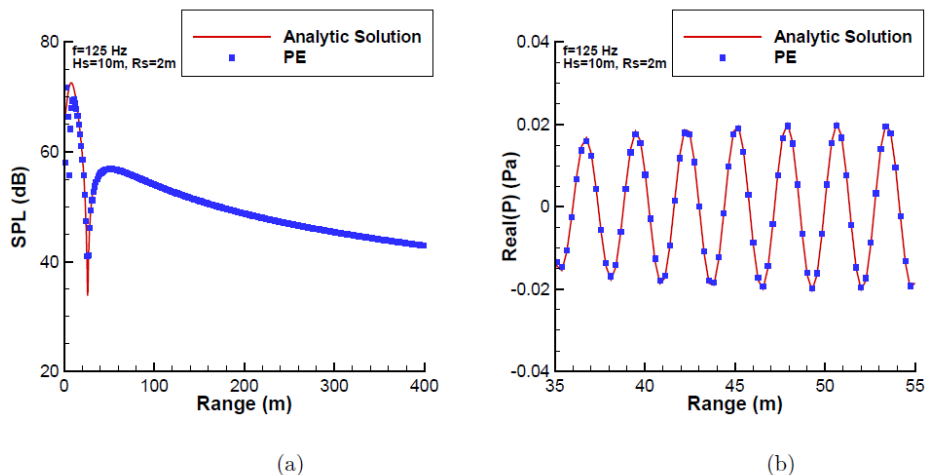 Analytic Solution
PE
f=125 Hz
Hs=10m, Rs=2m
80
60
40
20
SPL (dB)
0
100
200
300
400
Range (m)
(a)
Analytic Solution
PE
f=125 Hz
Hs=10m, Rs=2m
0.04
0.02
0
-0.02
-0.04
Real(P) (Pa)
35
40
45
50
55
Range (m)
(b)